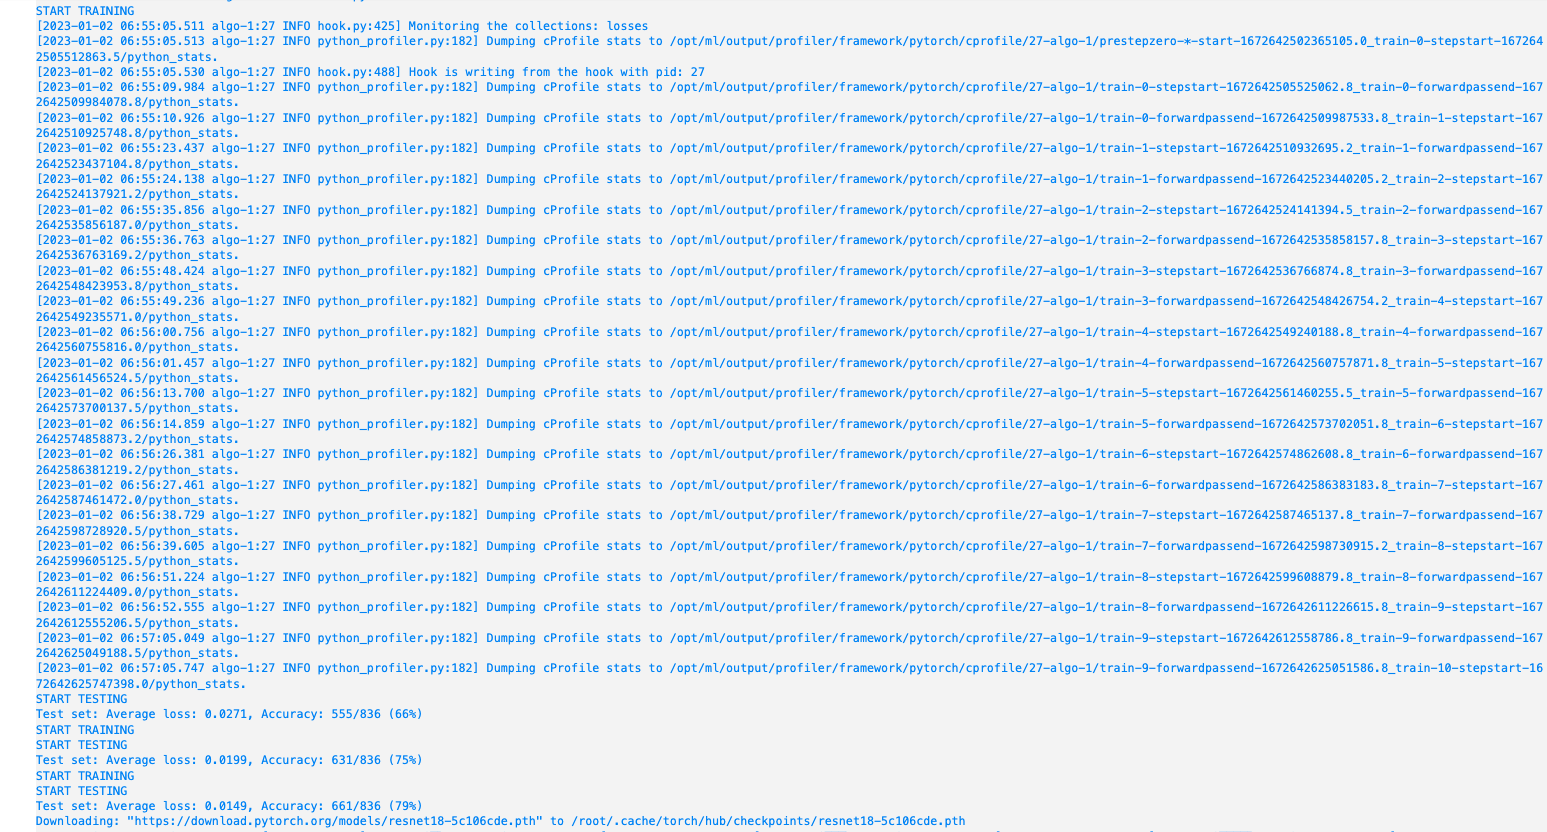 START TRAINING
[2023-01-02 06:55:05.511 algo-1:27 INFO hook.py:425] Monitoring the collections: losses
[2023-01-02 06:55:05.513 algo-1:27 INFO python_profiler.py:182] Dumping cProfile stats to /opt/ml/output/profiler/framework/pytorch/cprofile/27-algo-1/prestepzero-*-start-1672642502365105.0_train-0-stepstart-167264
2505512863.5/python_stats.
[2023-01-02 06:55:05.530 algo-1:27 INFO hook.py:488] Hook is writing from the hook with pid: 27
[2023-01-02 06:55:09.984 algo-1:27 INFO python_profiler.py:182] Dumping cProfile stats to /opt/ml/output/profiler/framework/pytorch/cprofile/27-algo-1/train-0-stepstart-1672642505525062.8_train-0-forwardpassend-167
2642509984078.8/python_stats.
[2023-01-02 06:55:10.926 algo-1:27 INFO python_profiler.py:182] Dumping cProfile stats to /opt/ml/output/profiler/framework/pytorch/cprofile/27-algo-1/train-0-forwardpassend-1672642509987533.8_train-1-stepstart-167
2642510925748.8/python_stats.
[2023-01-02 06:55:23.437 algo-1:27 INFO python_profiler.py:182] Dumping cProfile stats to /opt/ml/output/profiler/framework/pytorch/cprofile/27-algo-1/train-1-stepstart-1672642510932695.2_train-1-forwardpassend-167
2642523437104.8/python_stats.
[2023-01-02 06:55:24.138 algo-1:27 INFO python_profiler.py:182] Dumping cProfile stats to /opt/ml/output/profiler/framework/pytorch/cprofile/27-algo-1/train-1-forwardpassend-1672642523440205.2_train-2-stepstart-167
2642524137921.2/python_stats.
[2023-01-02 06:55:35.856 algo-1:27 INFO python_profiler.py:182] Dumping cProfile stats to /opt/ml/output/profiler/framework/pytorch/cprofile/27-algo-1/train-2-stepstart-1672642524141394.5_train-2-forwardpassend-167
2642535856187.0/python_stats.
[2023-01-02 06:55:36.763 algo-1:27 INFO python_profiler.py:182] Dumping cProfile stats to /opt/ml/output/profiler/framework/pytorch/cprofile/27-algo-1/train-2-forwardpassend-1672642535858157.8_train-3-stepstart-167
2642536763169.2/python_stats.
[2023-01-02 06:55:48.424 algo-1:27 INFO python_profiler.py:182] Dumping cProfile stats to /opt/ml/output/profiler/framework/pytorch/cprofile/27-algo-1/train-3-stepstart-1672642536766874.8_train-3-forwardpassend-167
2642548423953.8/python_stats.
[2023-01-02 06:55:49.236 algo-1:27 INFO python_profiler.py:182] Dumping cProfile stats to /opt/ml/output/profiler/framework/pytorch/cprofile/27-algo-1/train-3-forwardpassend-1672642548426754.2_train-4-stepstart-167
2642549235571.0/python_stats.
[2023-01-02 06:56:00.756 algo-1:27 INFO python_profiler.py:182] Dumping cProfile stats to /opt/ml/output/profiler/framework/pytorch/cprofile/27-algo-1/train-4-stepstart-1672642549240188.8_train-4-forwardpassend-167
2642560755816.0/python_stats.
[2023-01-02 06:56:01.457 algo-1:27 INFO python_profiler.py:182] Dumping cProfile stats to /opt/ml/output/profiler/framework/pytorch/cprofile/27-algo-1/train-4-forwardpassend-1672642560757871.8_train-5-stepstart-167
2642561456524.5/python_stats.
[2023-01-02 06:56:13.700 algo-1:27 INFO python_profiler.py:182] Dumping cProfile stats to /opt/ml/output/profiler/framework/pytorch/cprofile/27-algo-1/train-5-stepstart-1672642561460255.5_train-5-forwardpassend-167
2642573700137.5/python_stats.
[2023-01-02 06:56:14.859 algo-1:27 INFO python_profiler.py:182] Dumping cProfile stats to /opt/ml/output/profiler/framework/pytorch/cprofile/27-algo-1/train-5-forwardpassend-1672642573702051.8_train-6-stepstart-167
2642574858873.2/python_stats.
[2023-01-02 06:56:26.381 algo-1:27 INFO python_profiler.py:182] Dumping cProfile stats to /opt/ml/output/profiler/framework/pytorch/cprofile/27-algo-1/train-6-stepstart-1672642574862608.8_train-6-forwardpassend-167
2642586381219.2/python_stats.
[2023-01-02 06:56:27.461 algo-1:27 INFO python_profiler.py:182] Dumping cProfile stats to /opt/ml/output/profiler/framework/pytorch/cprofile/27-algo-1/train-6-forwardpassend-1672642586383183.8_train-7-stepstart-167
2642587461472.0/python_stats.
[2023-01-02 06:56:38.729 algo-1:27 INFO python_profiler.py:182] Dumping cProfile stats to /opt/ml/output/profiler/framework/pytorch/cprofile/27-algo-1/train-7-stepstart-1672642587465137.8_train-7-forwardpassend-167
2642598728920.5/python_stats.
[2023-01-02 06:56:39.605 algo-1:27 INFO python_profiler.py:182] Dumping cProfile stats to /opt/ml/output/profiler/framework/pytorch/cprofile/27-algo-1/train-7-forwardpassend-1672642598730915.2_train-8-stepstart-167
2642599605125.5/python_stats.
[2023-01-02 06:56:51.224 algo-1:27 INFO python_profiler.py:182] Dumping cProfile stats to /opt/ml/output/profiler/framework/pytorch/cprofile/27-algo-1/train-8-stepstart-1672642599608879.8_train-8-forwardpassend-167
2642611224409.0/python_stats.
[2023-01-02 06:56:52.555 algo-1:27 INFO python_profiler.py:182] Dumping cProfile stats to /opt/ml/output/profiler/framework/pytorch/cprofile/27-algo-1/train-8-forwardpassend-1672642611226615.8_train-9-stepstart-167
2642612555206.5/python_stats.
[2023-01-02 06:57:05.049 algo-1:27 INFO python_profiler.py:182] Dumping cProfile stats to /opt/ml/output/profiler/framework/pytorch/cprofile/27-algo-1/train-9-stepstart-1672642612558786.8_train-9-forwardpassend-167
2642625049188.5/python_stats.
[2023-01-02 06:57:05.747 algo-1:27 INFO python_profiler.py:182] Dumping cProfile stats to /opt/ml/output/profiler/framework/pytorch/cprofile/27-algo-1/train-9-forwardpassend-1672642625051586.8_train-10-stepstart-16
72642625747398.0/python_stats.
START TESTING
Test set: Average loss: 0.0271, Accuracy: 555/836 (66%)
START TRAINING
START TESTING
Test set: Average loss: 0.0199, Accuracy: 631/836 (75%)
START TRAINING
START TESTING
Test set: Average loss: 0.0149, Accuracy: 661/836 (79%)
Downloading: "https://download.pytorch.org/models/resnet18-5c106cde.pth" to /root/.cache/torch/hub/checkpoints/resnet18-5c106cde.pth